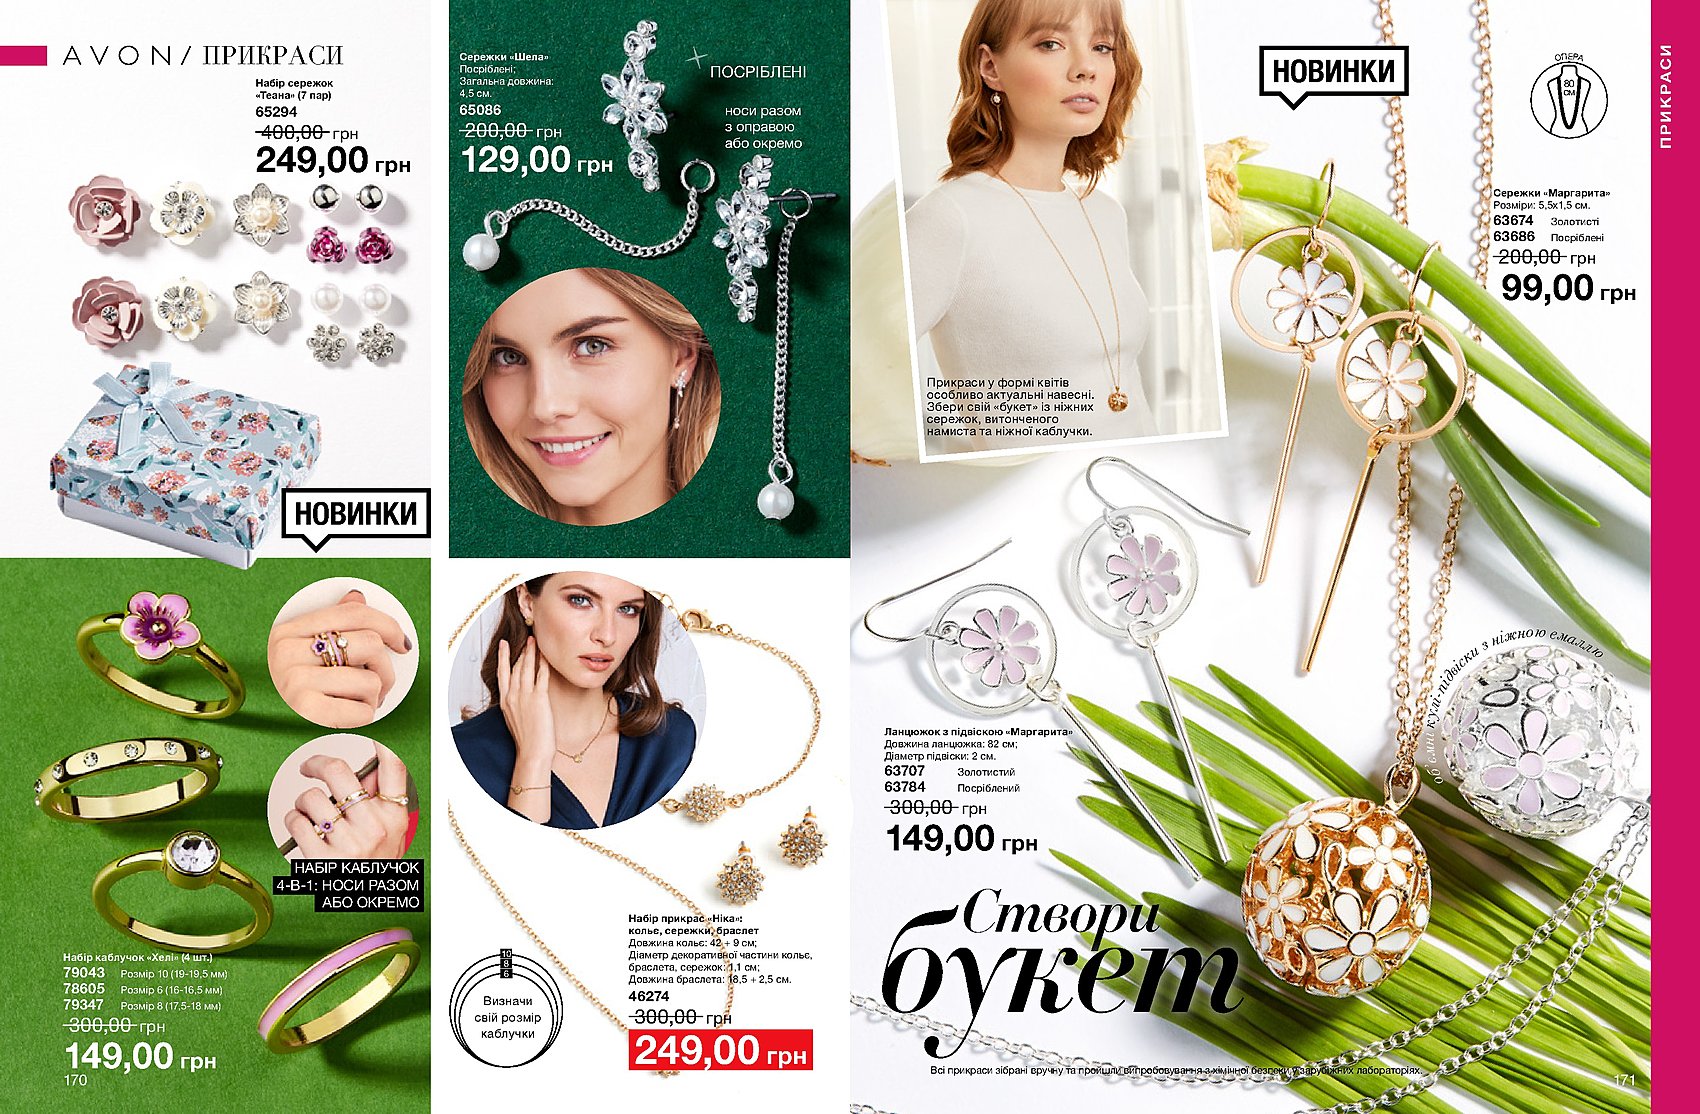 AVON / ПРИКРАСИ
Набір сережок
«Теана» (7 пар)
65294
400,00 грн
249,00 грн
НОВИНКИ
Сережки «Шела»
Посріблені;
Загальна довжина:
4,5 см.
65086
200,00 грн
129,00 грн
ПОСРІБЛЕНІ
носи разом
з оправою
або окремо
НАБІР КАБЛУЧОК
4-В-1: НОСИ РАЗОМ
АБО ОКРЕМО
Набір каблучок «Хелі» (4 шт.)
79043 Розмір 10 (19-19,5 мм)
78605 Розмір 6 (16-16,5 мм)
79347 Розмір 8 (17,5-18 мм)
300,00 грн
149,00 грн
170
10
8
6
Визначи
свій розмір
каблучки
Набір прикрас «Ніка»:
кольє, сережки, браслет
Довжина кольє: 42 + 9 см;
Діаметр декоративної частини кольє,
браслета, сережок: 1,1 см;
Довжина браслета: 18,5 + 2,5 см.
46274
300,00 грн
249,00 грн
Прикраси у формі квітів
особливо актуальні навесні.
Збери свій «букет» із ніжних
сережок, витонченого
намиста та ніжної каблучки.
НОВИНКИ
ОПЕРА
80
СМ
ПРИКРАСИ
Сережки «Маргарита»
Розміри: 5,5х1,5 см.
63674 Золотисті
63686 Посріблені
200,00 грн
99,00 грн
об'ємні кулі-підвіски з ніжною емаллю
Ланцюжок з підвіскою «Маргарита»
Довжина ланцюжка: 82 см;
Діаметр підвіски: 2 см.
63707 Золотистий
63784 Посріблений
300,00 грн
149,00 грн
Створи
букет
Всі прикраси зібрані вручну та пройшли випробовування з хімічної безпеки у зарубіжних лабораторіях.
171